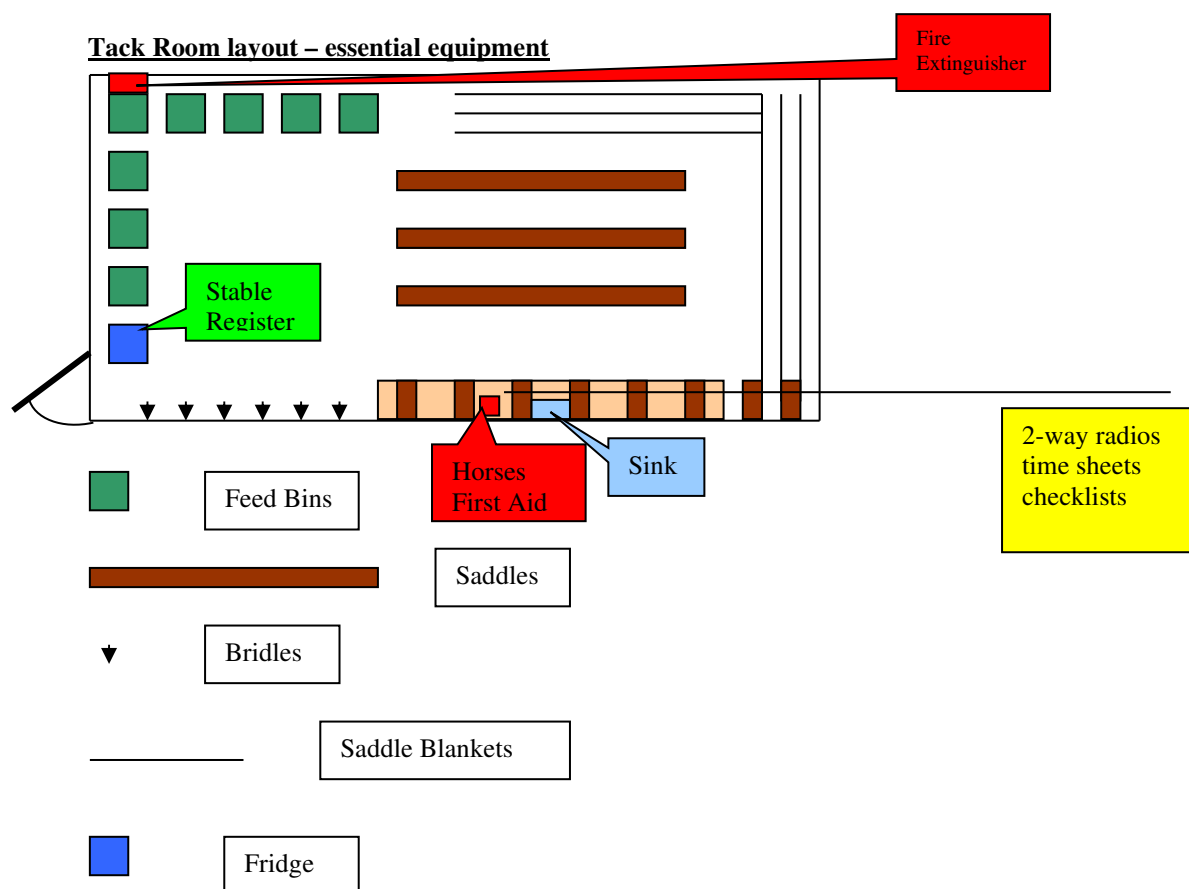 Tack Room layout – essential equipment
Fire
Extinguisher
Stable
Register
2-way radios
time sheets
checklists
Horses
First Aid
Sink
Feed Bins
Saddles
Bridles
Saddle Blankets
Fridge